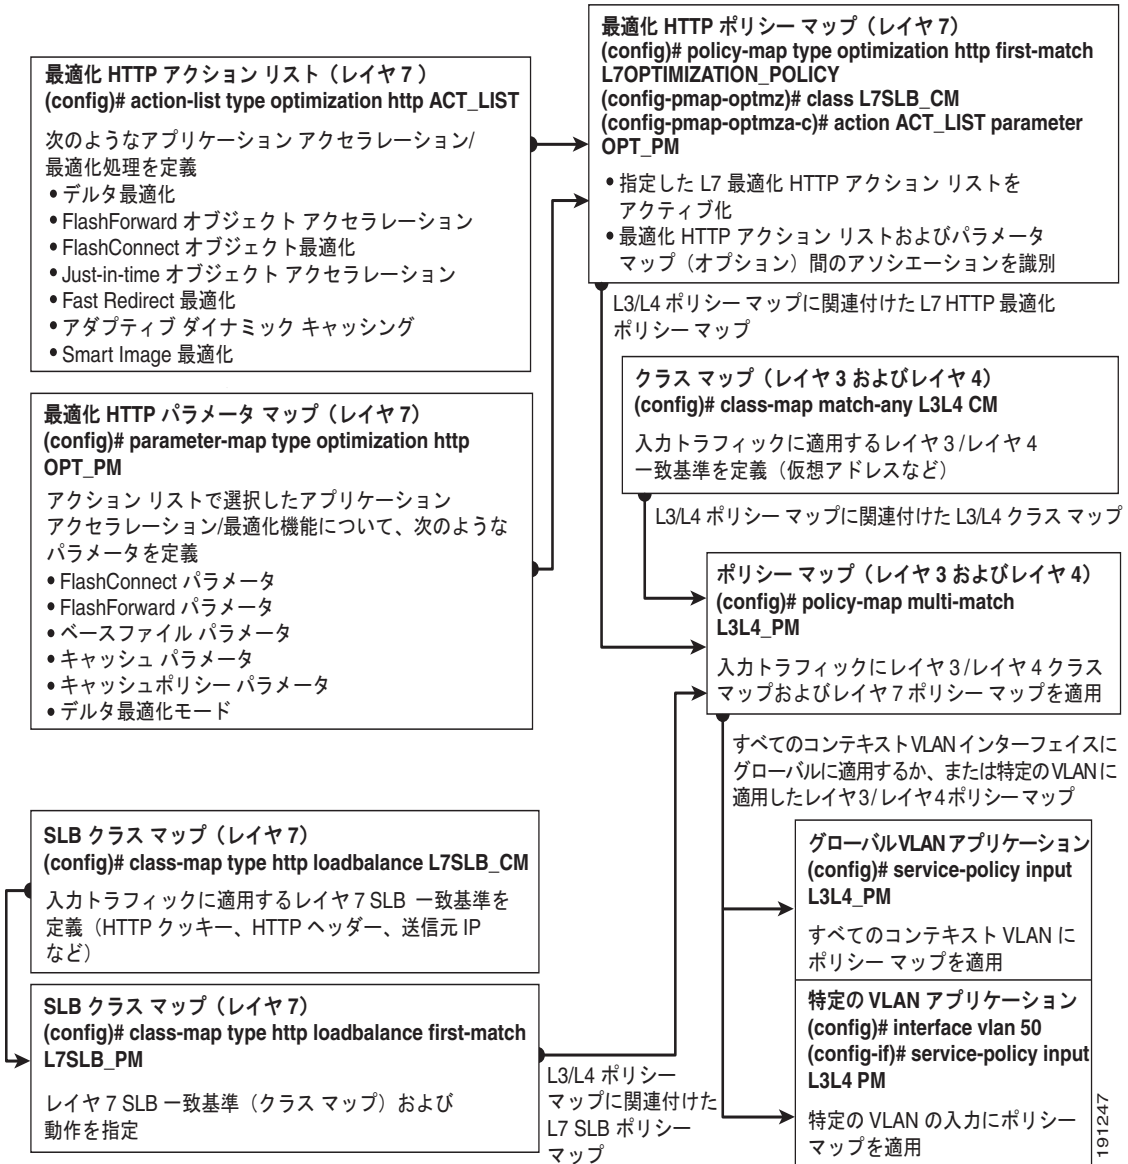 最適化 HTTP アクション リスト（レイヤ 7 ）
(config)# action-list type optimization http ACT_LIST
次のようなアプリケーション アクセラレーション/
最適化処理を定義
• デルタ最適化
• FlashForward オブジェクト アクセラレーション
• FlashConnect オブジェクト最適化
• Just-in-time オブジェクト アクセラレーション
• Fast Redirect 最適化
• アダプティブ ダイナミック キャッシング
• Smart Image 最適化
最適化 HTTP パラメータ マップ（レイヤ 7）
(config)# parameter-map type optimization http
OPT_PM
アクション リストで選択したアプリケーション
アクセラレーション/最適化機能について、次のような
パラメータを定義
• FlashConnect パラメータ
• FlashForward パラメータ
• ベースファイル パラメータ
• キャッシュ パラメータ
• キャッシュポリシー パラメータ
• デルタ最適化モード
SLB クラス マップ（レイヤ 7）
(config)# class-map type http loadbalance L7SLB_CM
入力トラフィックに適用するレイヤ 7 SLB 一致基準を
定義（HTTP クッキー、HTTP ヘッダー、送信元 IP
など）
SLB クラス マップ（レイヤ 7）
(config)# class-map type http loadbalance first-match
L7SLB_PM
レイヤ 7 SLB 一致基準（クラス マップ）および
動作を指定
最適化 HTTP ポリシー マップ（レイヤ 7）
(config)# policy-map type optimization http first-match
L7OPTIMIZATION_POLICY
(config-pmap-optmz)# class L7SLB_CM
(config-pmap-optmza-c)# action ACT_LIST parameter
OPT_PM
• 指定した L7 最適化 HTTP アクション リストを
アクティブ化
• 最適化 HTTP アクション リストおよびパラメータ
マップ（オプション）間のアソシエーションを識別
L3/L4 ポリシー マップに関連付けた L7 HTTP 最適化
ポリシー マップ
クラス マップ（レイヤ 3 およびレイヤ 4）
(config)# class-map match-any L3L4 CM
入力トラフィックに適用するレイヤ 3 /レイヤ 4
一致基準を定義（仮想アドレスなど）
L3/L4 ポリシー マップに関連付けた L3/L4 クラス マップ
ポリシー マップ（レイヤ 3 およびレイヤ 4）
(config)# policy-map multi-match
L3L4_PM
入力トラフィックにレイヤ 3 /レイヤ 4 クラス
マップおよびレイヤ 7 ポリシー マップを適用
すべてのコンテキスト VLAN インターフェイスに
グローバルに適用するか、または特定の VLAN に
適用したレイヤ 3 / レイヤ 4 ポリシー マップ
グローバル VLAN アプリケーション
(config)# service-policy input
L3L4_PM
すべてのコンテキスト VLAN に
ポリシー マップを適用
特定の VLAN アプリケーション
(config)# interface vlan 50
(config-if)# service-policy input
L3L4 PM
特定の VLAN の入力にポリシー
マップを適用
L3/L4 ポリシー
マップに関連付けた
L7 SLB ポリシー
マップ
191247